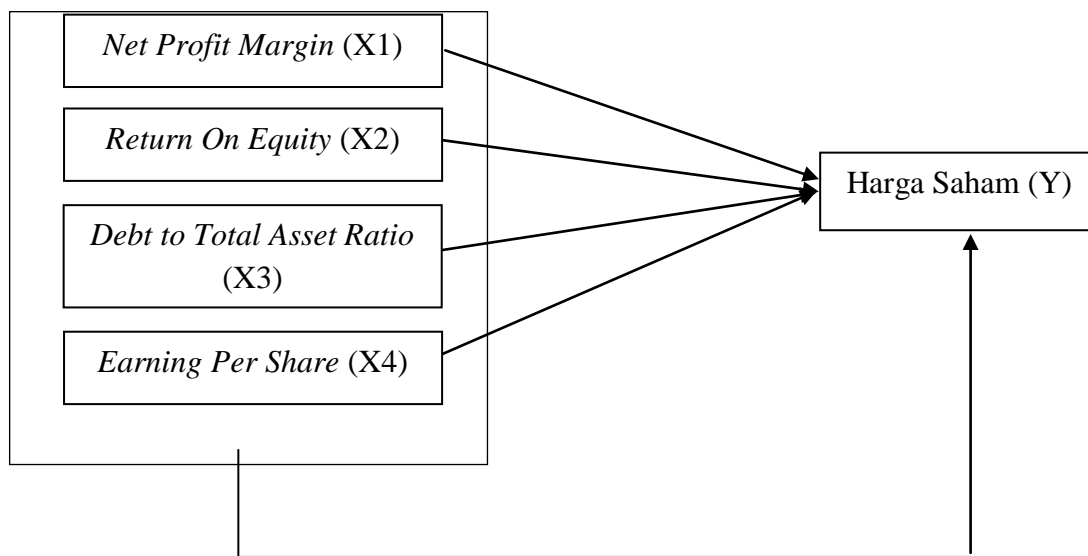 Net Profit Margin (X1)
Return On Equity (X2)
Harga Saham (Y)
Debt to Total Asset Ratio
(X3)
Earning Per Share (X4)